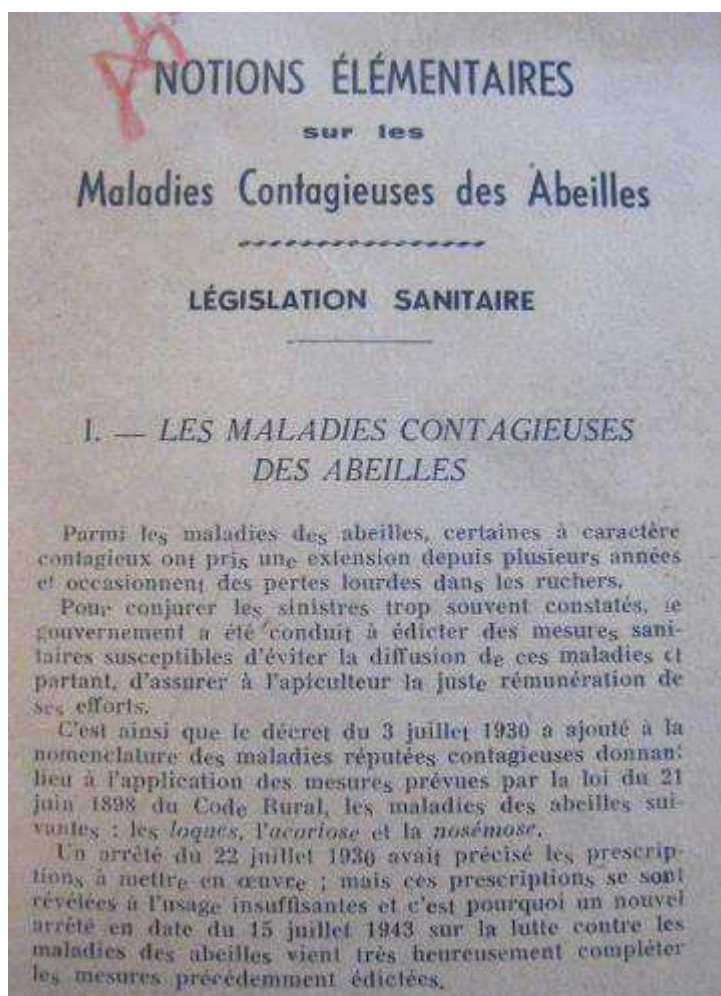 NOTIONS ÉLÉMENTAIRES
sur les
Maladies Contagieuses des Abeilles
LÉGISLATION SANITAIRE
I. — LES MALADIES CONTAGIEUSES
DES ABEILLES
Parmi les maladies des abeilles, certaines à caractère
contagieux ont pris une extension depuis plusieurs années
et occasionnent des pertes lourdes dans les ruchers.
Pour conjurer les sinistres trop souvent constatés, le
gouvernement a été conduit à édicter des mesures sani-
taires susceptibles d'éviter la diffusion de ces maladies et
partant, d'assurer à l'apiculteur la juste rémunération de
ses efforts.
C'est ainsi que le décret du 3 juillet 1930 a ajouté à la
nomenclature des maladies réputées contagieuses donnant
lieu à l'application des mesures prévues par la loi du 21
juin 1898 du Code Rural, les maladies des abeilles sui-
vantes : les loques, l'acariose et la nosémose.
Un arrêté du 22 juillet 1930 avait précisé les prescrip-
tions à mettre en œuvre ; mais ces prescriptions se sont
révélées à l'usage insuffisantes et c'est pourquoi un nouvel
arrêté en date du 15 juillet 1943 sur la lutte contre les
maladies des abeilles vient très heureusement compléter
les mesures précédemment édictées.